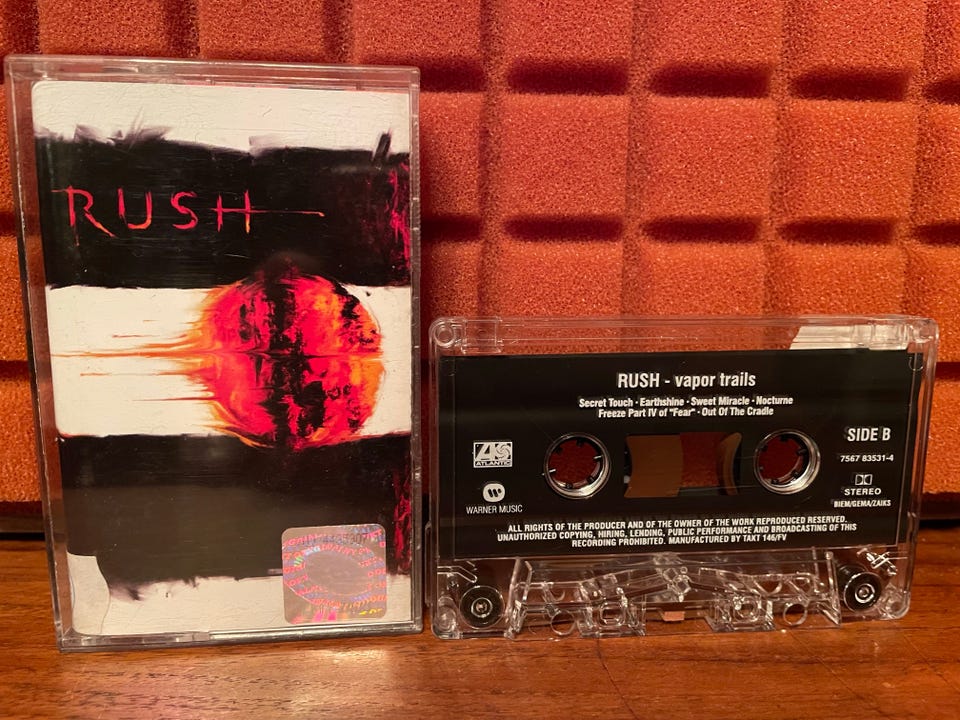 RUSH
RUSH - vapor trails
Secret Touch · Earthshine · Sweet Miracle · Nocturne
Freeze Part IV of "Fear" · Out Of The Cradle
SIDE B
ATLANTIC
7567 83531-4
STEREO
WARNER MUSIC
BIEM/GEMA/ZAIKS
ALL RIGHTS OF THE PRODUCER AND OF THE OWNER OF THE WORK REPRODUCED RESERVED.
UNAUTHORIZED COPYING, HIRING, LENDING, PUBLIC PERFORMANCE AND BROADCASTING OF THIS
RECORDING PROHIBITED. MANUFACTURED BY TAKT 146/FV